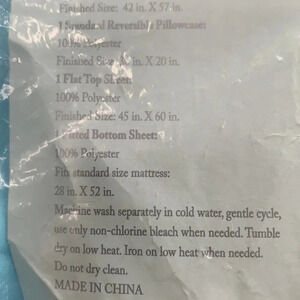 Finished Size: 42 in. X 57 in.
1 Standard Reversible Pillowcase:
100% Polyester
Finished Size: in. X 20 in.
1 Flat Top Sheet:
100% Polyester
Finished Size: 45 in. X 60 in.
1 Fitted Bottom Sheet:
100% Polyester
Fits standard size mattress:
28 in. X 52 in.
Machine wash separately in cold water, gentle cycle,
use only non-chlorine bleach when needed. Tumble
dry on low heat. Iron on low heat when needed.
Do not dry clean.
MADE IN CHINA